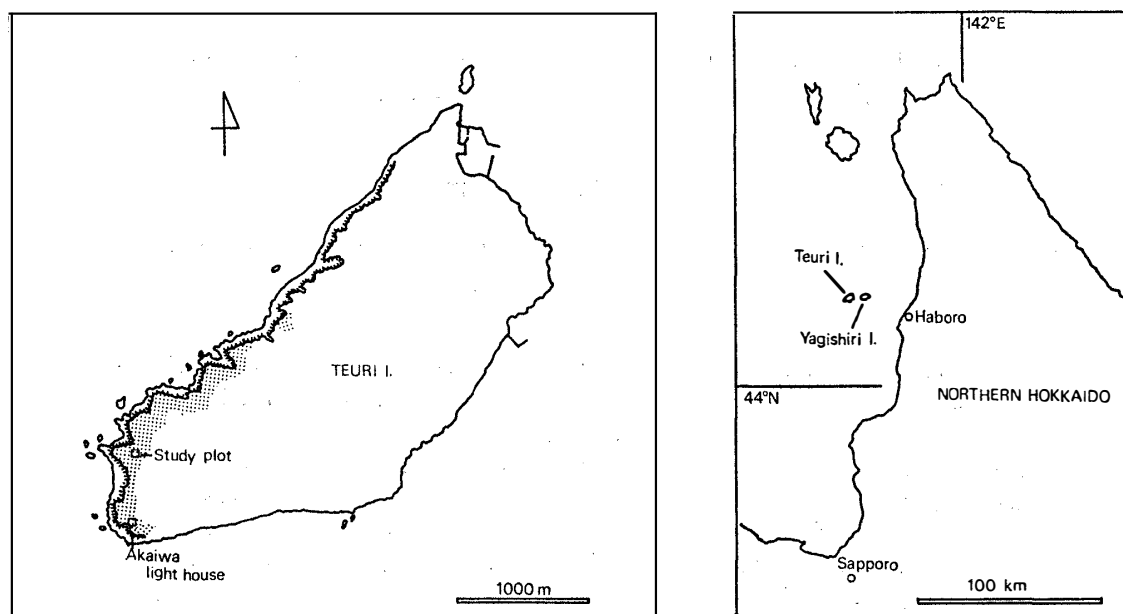 TEURI I.
Study plot
Akaiwa
light house
1000 m
142°E
Teuri I.
Yagishiri I.
Haboro
44°N
NORTHERN HOKKAIDO
Sapporo
100 km